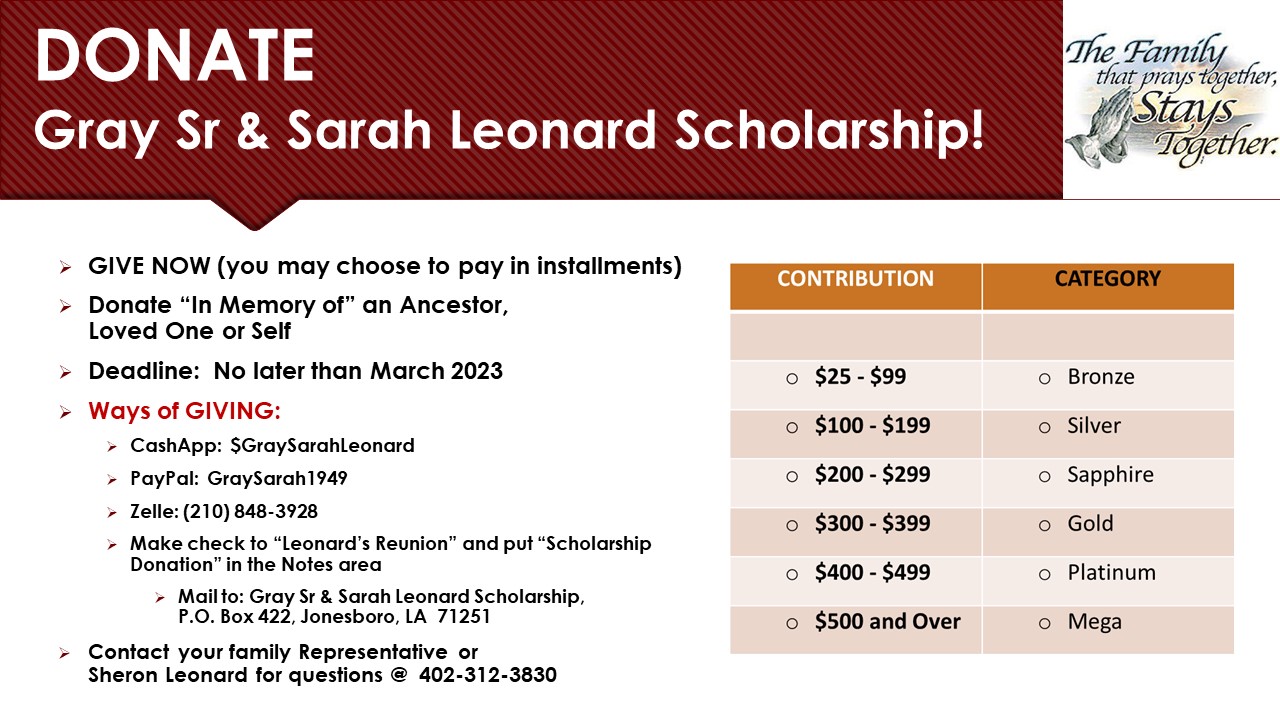 DONATE
Gray Sr & Sarah Leonard Scholarship!
The Family
that prays together,
Stays
Together.
GIVE NOW (you may choose to pay in installments)
Donate “In Memory of” an Ancestor,
Loved One or Self
Deadline:  No later than March 2023
Ways of GIVING:
CashApp:  $GraySarahLeonard
PayPal:  GraySarah1949
Zelle: (210) 848-3928
Make check to “Leonard’s Reunion” and put “Scholarship
Donation” in the Notes area
Mail to: Gray Sr & Sarah Leonard Scholarship,
P.O. Box 422, Jonesboro, LA  71251
Contact your family Representative or
Sheron Leonard for questions @  402-312-3830
CONTRIBUTION CATEGORY
$25 - $99 Bronze
$100 - $199 Silver
$200 - $299 Sapphire
$300 - $399 Gold
$400 - $499 Platinum
$500 and Over Mega